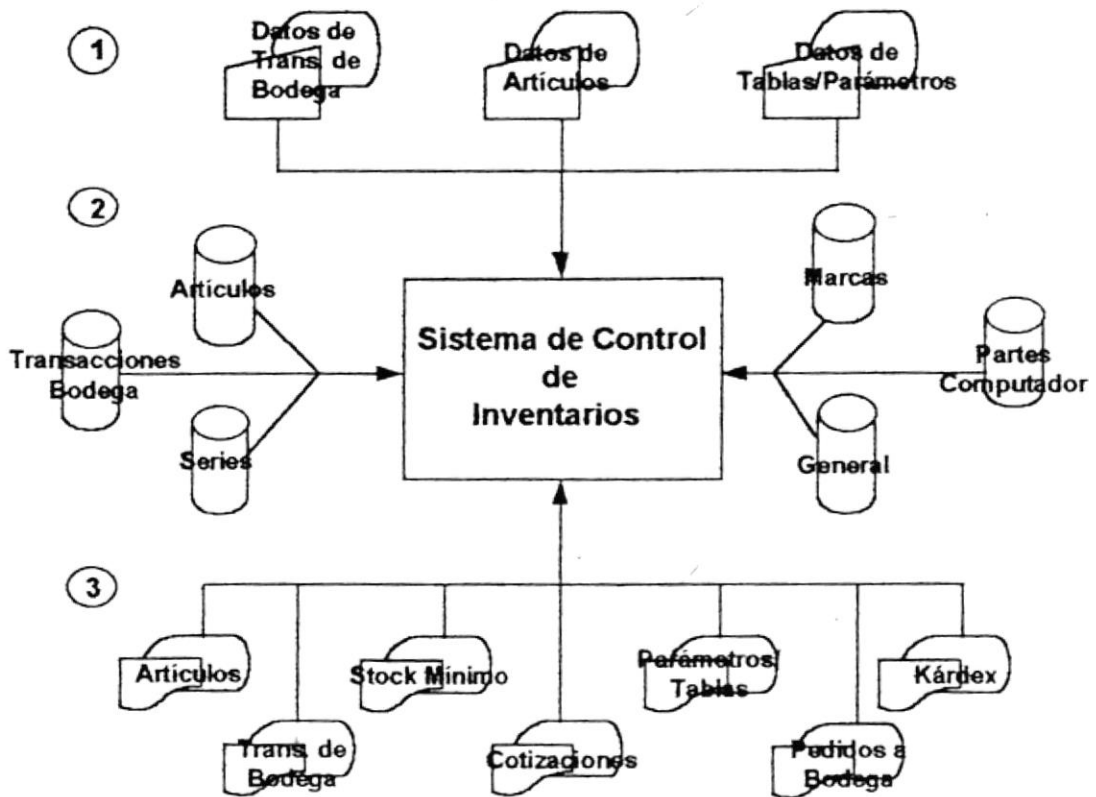 1
Datos de
Trans. de
Bodega
Datos de
Artículos
Datos de
Tablas/Parámetros
2
Artículos
Transacciones
Bodega
Series
Sistema de Control
de
Inventarios
Marcas
Partes
Computador
General
3
Artículos
Stock Mínimo
Parámetros/
Tablas
Kárdex
Trans. de
Bodega
Cotizaciones
Pedidos a
Bodega